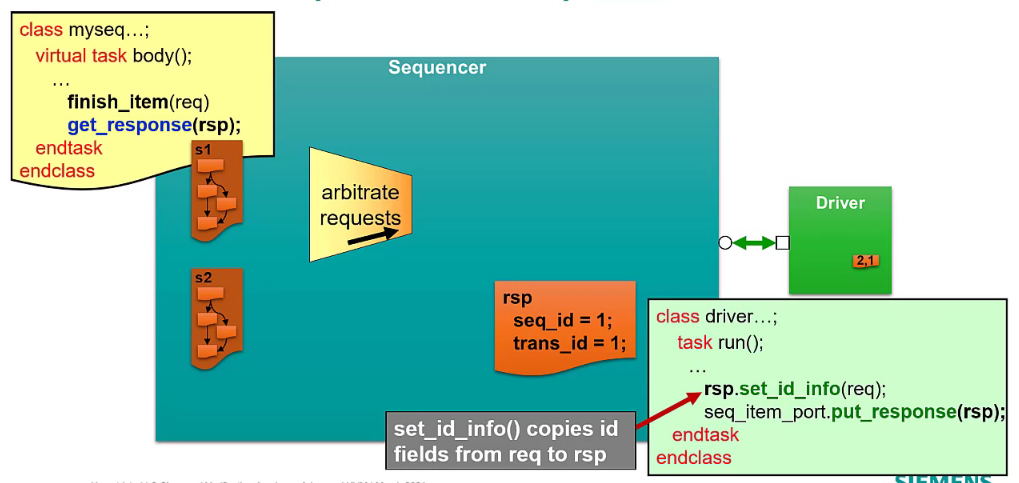 class myseq…;
virtual task body();
…
finish_item(req)
get_response(rsp);
endtask
endclass
Sequencer
s1
arbitrate
requests
s2
Driver
2,1
rsp
seq_id = 1;
trans_id = 1;
class driver…;
task run();
…
rsp.set_id_info(req);
seq_item_port.put_response(rsp);
endtask
endclass
set_id_info() copies id
fields from req to rsp
SIEMENS